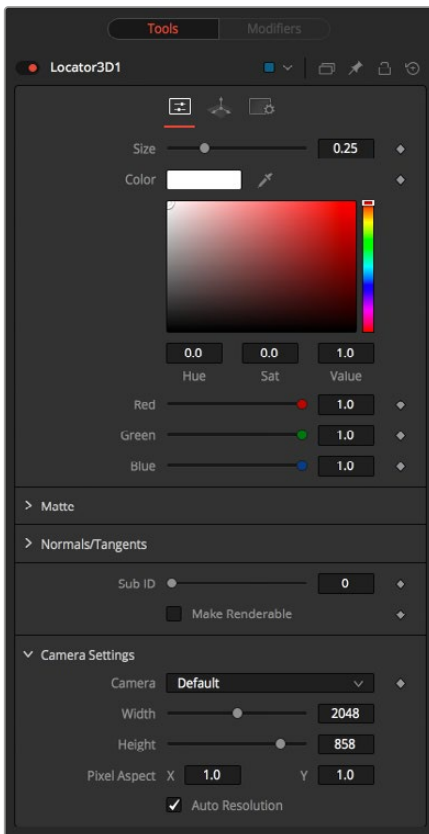 Tools Modifiers
Locator3D1
Size 0.25
Color
0.0 0.0 1.0
Hue Sat Value
Red 1.0
Green 1.0
Blue 1.0
Matte
Normals/Tangents
Sub ID 0
Make Renderable
Camera Settings
Camera Default
Width 2048
Height 858
Pixel Aspect X 1.0 Y 1.0
Auto Resolution